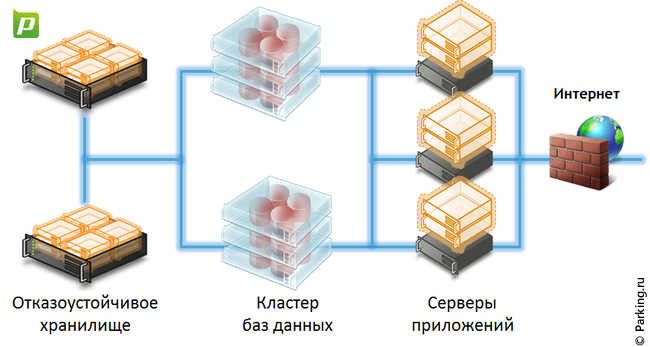 Интернет
Отказоустойчивое
хранилище
Кластер
баз данных
Серверы
приложений
© Parking.ru